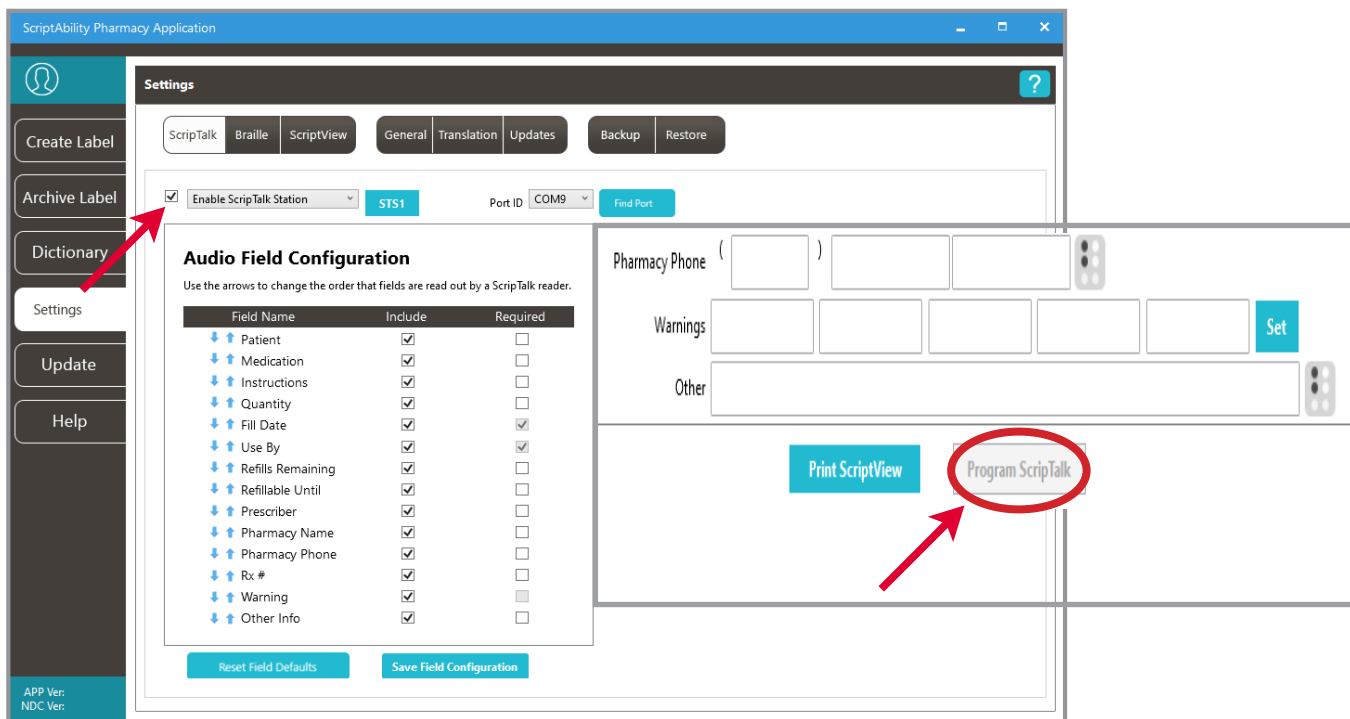 ScriptAbility Pharmacy Application
Settings
?
Create Label
Archive Label
Dictionary
Settings
Update
Help
APP Ver:
NDC Ver:
ScripTalk Braille ScriptView General Translation Updates Backup Restore
Enable ScripTalk Station STS1 Port ID COM9 Find Port
Audio Field Configuration
Use the arrows to change the order that fields are read out by a ScripTalk reader.
Field Name Include Required
Patient
Medication
Instructions
Quantity
Fill Date
Use By
Refills Remaining
Refillable Until
Prescriber
Pharmacy Name
Pharmacy Phone
Rx #
Warning
Other Info
Reset Field Defaults Save Field Configuration
Pharmacy Phone ( )
Warnings Set
Other
Print ScriptView Program ScripTalk